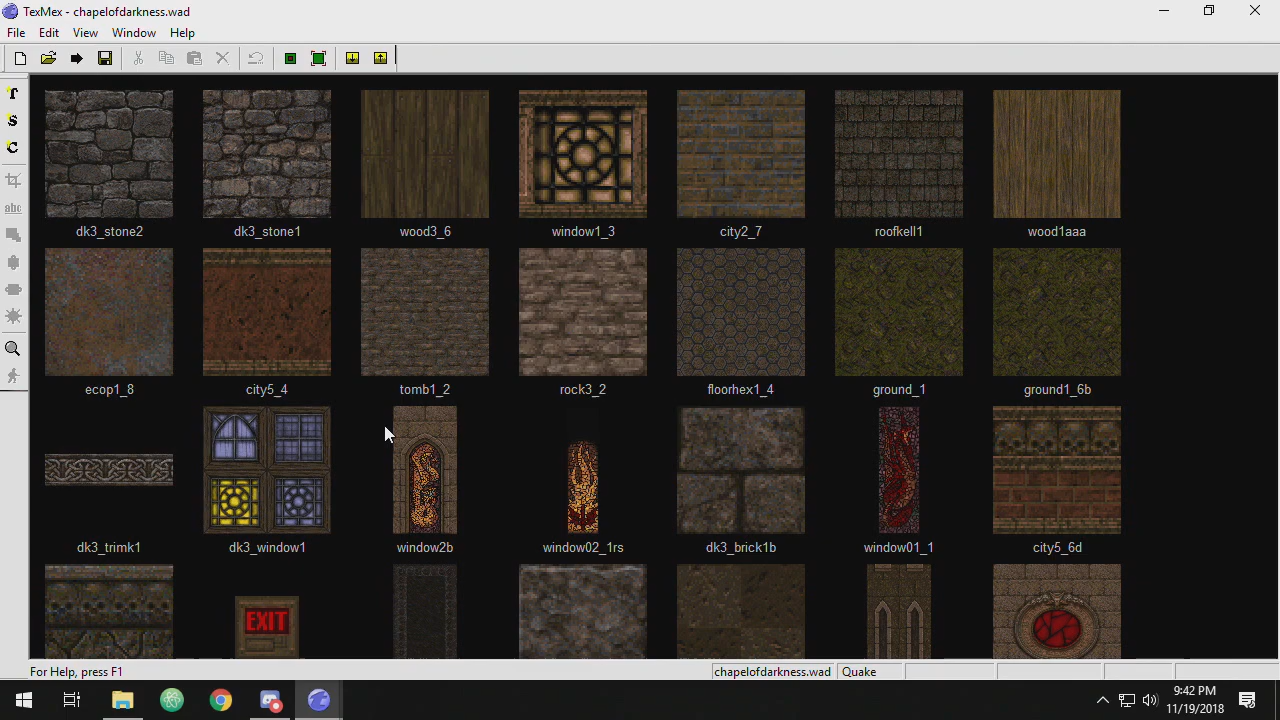 TexMex - chapelofdarkness.wad
File Edit View Window Help
abc
dk3_stone2 dk3_stone1 wood3_6 window1_3 city2_7 roofkell1 wood1aaa
ecop1_8 city5_4 tomb1_2 rock3_2 floorhex1_4 ground_1 ground1_6b
dk3_trimk1 dk3_window1 window2b window02_1rs dk3_brick1b window01_1 city5_6d
EXIT
For Help, press F1 chapelofdarkness.wad Quake
9:42 PM
11/19/2018